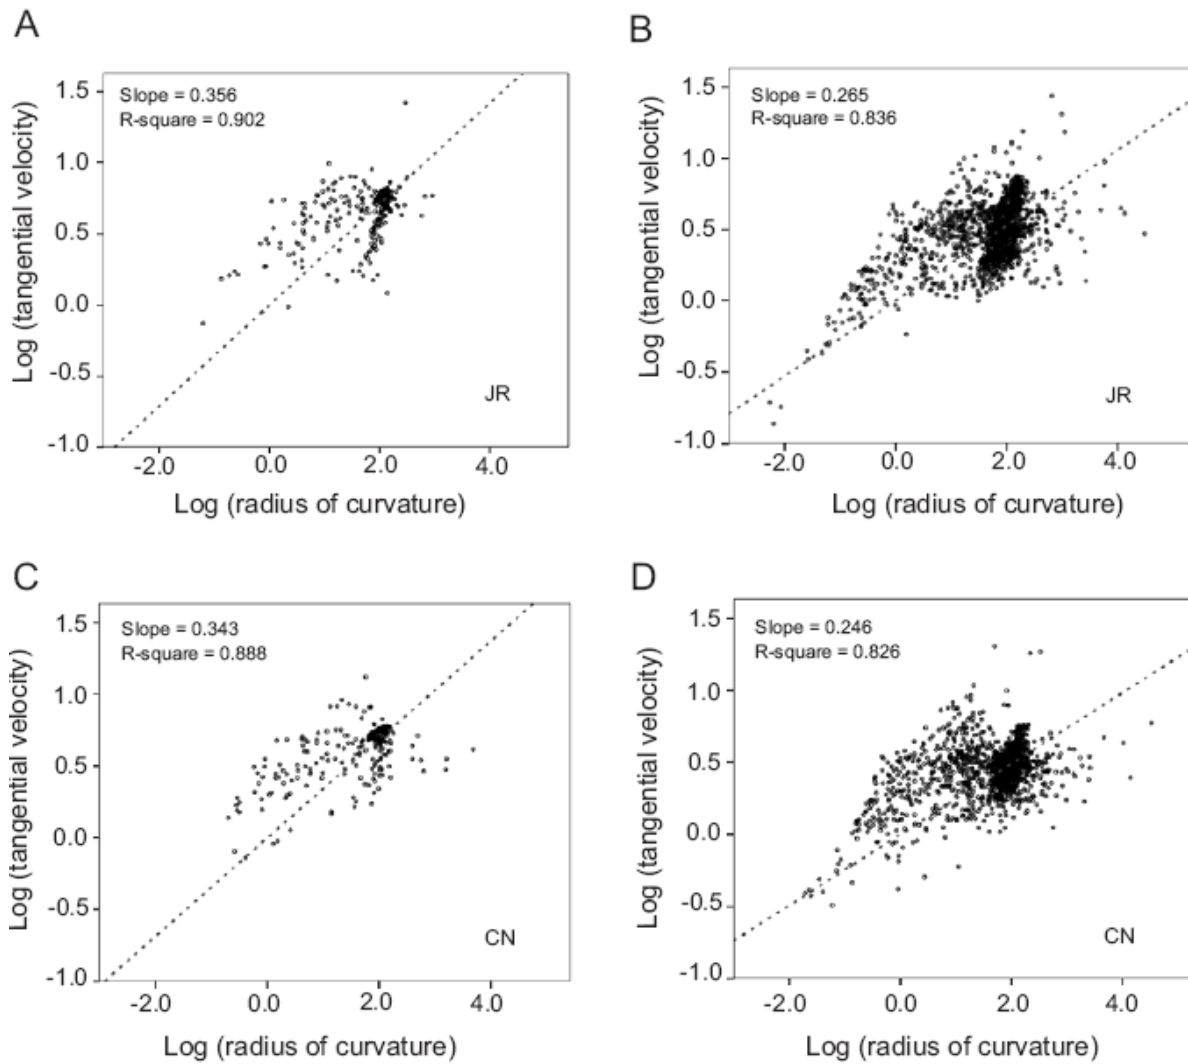 A
Slope = 0.356
R-square = 0.902
1.5
1.0
0.5
0.0
-0.5
-1.0
Log (tangential velocity)
JR
-2.0 0.0 2.0 4.0
Log (radius of curvature)
B
Slope = 0.265
R-square = 0.836
1.5
1.0
0.5
0.0
-0.5
-1.0
Log (tangential velocity)
JR
-2.0 0.0 2.0 4.0
Log (radius of curvature)
C
Slope = 0.343
R-square = 0.888
1.5
1.0
0.5
0.0
-0.5
-1.0
Log (tangential velocity)
CN
-2.0 0.0 2.0 4.0
Log (radius of curvature)
D
Slope = 0.246
R-square = 0.826
1.5
1.0
0.5
0.0
-0.5
-1.0
Log (tangential velocity)
CN
-2.0 0.0 2.0 4.0
Log (radius of curvature)